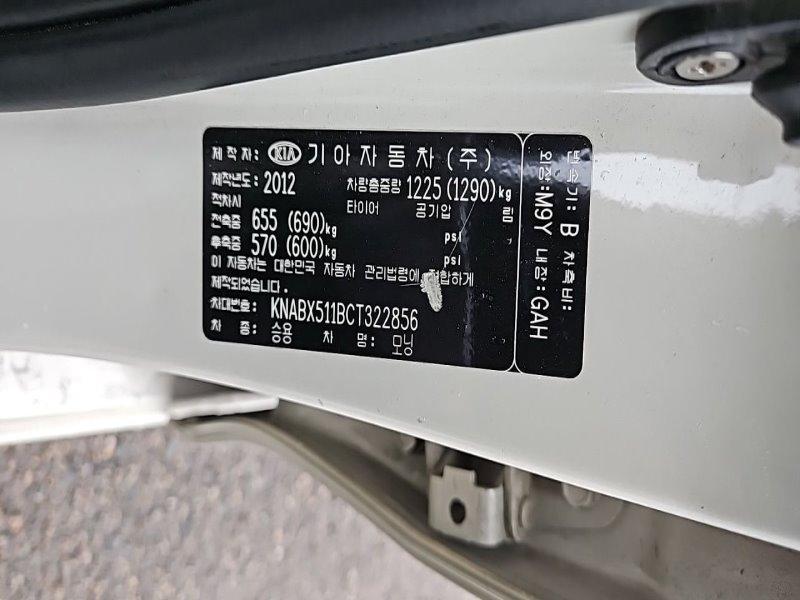 제 작 자: KIA 기 아 자 동 차 (주)
제작년도: 2012 차량총중량 1225 (1290)kg
적차시 타이어 공기압 림
전축중 655 (690)kg psi
후축중 570 (600)kg psi
이 자동차는 대한민국 자동차 관리법령에 적합하게
제작되었습니다.
차대번호: KNABX511BCT322856
차 종: 승용 차 명: 모닝
변속기: B 차축비:
외장: M9Y 내장: GAH